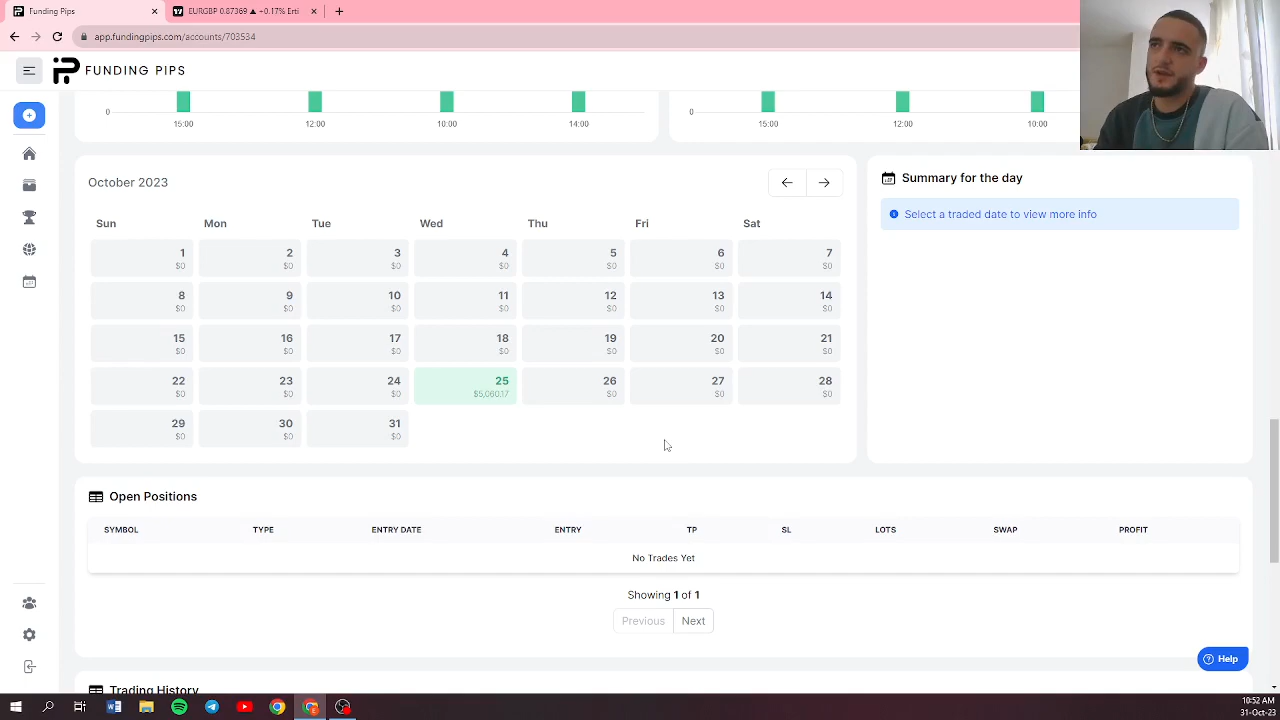 Funding Pips
EURGBP 0.87369 ▲ +0.17% Erti
app.fundingpips.com/accounts/703534
FUNDING PIPS
0
15:00 12:00 10:00 14:00
0
15:00 12:00 10:00
October 2023
Sun Mon Tue Wed Thu Fri Sat
1 2 3 4 5 6 7
$0 $0 $0 $0 $0 $0 $0
8 9 10 11 12 13 14
$0 $0 $0 $0 $0 $0 $0
15 16 17 18 19 20 21
$0 $0 $0 $0 $0 $0 $0
22 23 24 25 26 27 28
$0 $0 $0 $5,060.17 $0 $0 $0
29 30 31
$0 $0 $0
Summary for the day
Select a traded date to view more info
Open Positions
SYMBOL TYPE ENTRY DATE ENTRY TP SL LOTS SWAP PROFIT
No Trades Yet
Showing 1 of 1
Previous Next
Help
Trading History
10:52 AM
31-Oct-23